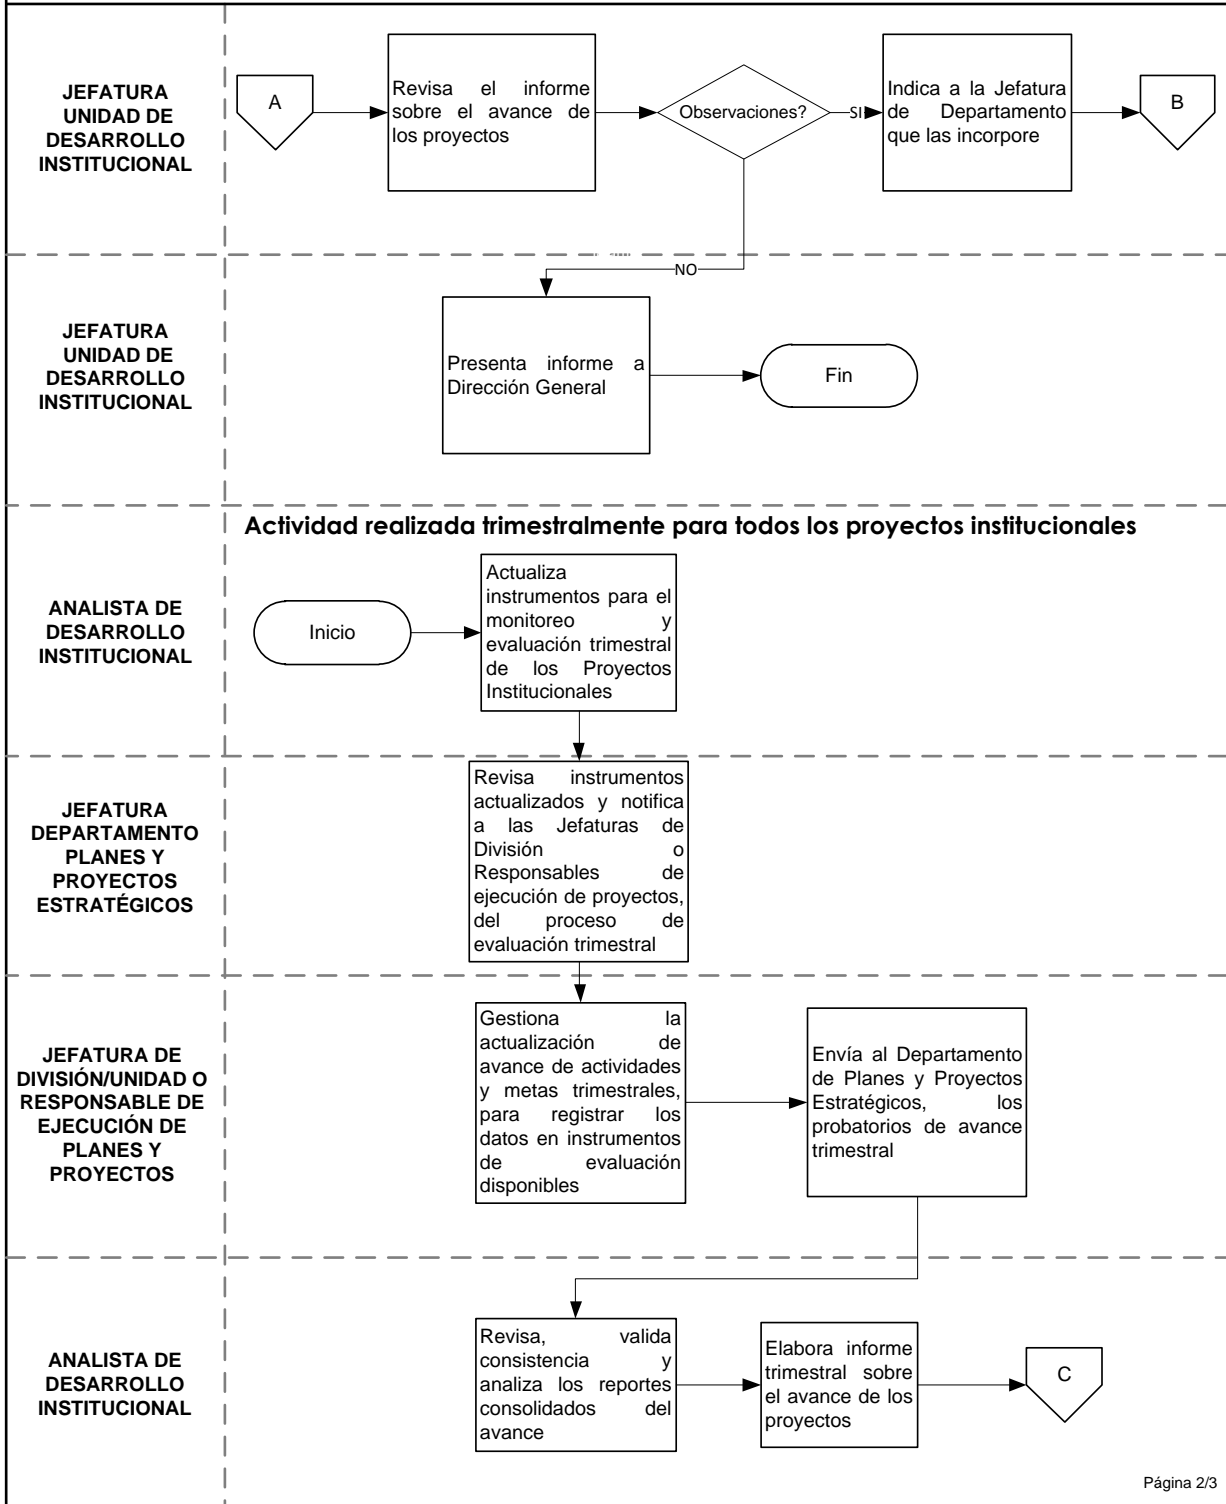 JEFATURA
UNIDAD DE
DESARROLLO
INSTITUCIONAL
A
Revisa el informe
sobre el avance de
los proyectos
Observaciones?
SI
Indica a la Jefatura
de Departamento
que las incorpore
B
NO
JEFATURA
UNIDAD DE
DESARROLLO
INSTITUCIONAL
Presenta informe a
Dirección General
Fin
Actividad realizada trimestralmente para todos los proyectos institucionales
ANALISTA DE
DESARROLLO
INSTITUCIONAL
Inicio
Actualiza
instrumentos para el
monitoreo y
evaluación trimestral
de los Proyectos
Institucionales
JEFATURA
DEPARTAMENTO
PLANES Y
PROYECTOS
ESTRATÉGICOS
Revisa instrumentos
actualizados y notifica
a las Jefaturas de
División o
Responsables de
ejecución de proyectos,
del proceso de
evaluación trimestral
JEFATURA DE
DIVISIÓN/UNIDAD O
RESPONSABLE DE
EJECUCIÓN DE
PLANES Y
PROYECTOS
Gestiona la
actualización de
avance de actividades
y metas trimestrales,
para registrar los
datos en instrumentos
de evaluación
disponibles
Envía al Departamento
de Planes y Proyectos
Estratégicos, los
probatorios de avance
trimestral
ANALISTA DE
DESARROLLO
INSTITUCIONAL
Revisa, valida
consistencia y
analiza los reportes
consolidados del
avance
Elabora informe
trimestral sobre
el avance de los
proyectos
C
Página 2/3